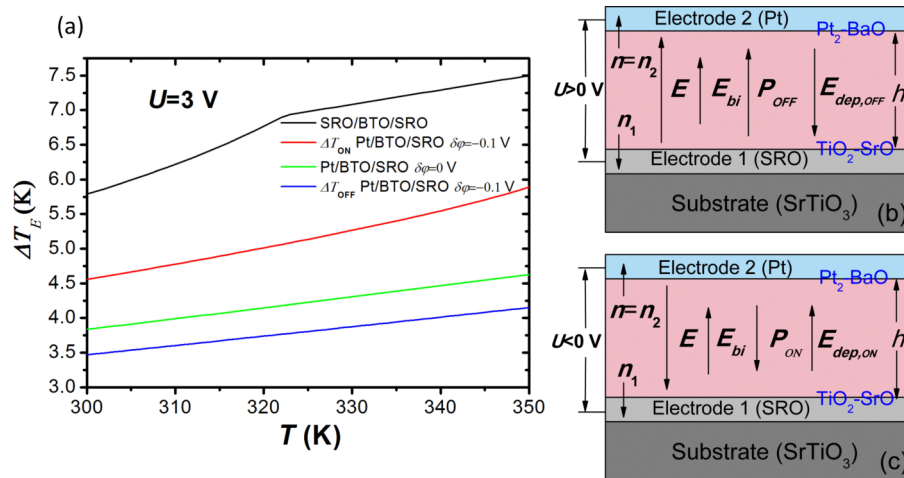 (a)
U=3 V
SRO/BTO/SRO
ΔT_ON Pt/BTO/SRO δφ=−0.1 V
Pt/BTO/SRO δφ=0 V
ΔT_OFF Pt/BTO/SRO δφ=−0.1 V
ΔT_E (K)
7.5
7.0
6.5
6.0
5.5
5.0
4.5
4.0
3.5
3.0
300 310 320 330 340 350
T (K)
Electrode 2 (Pt)
Pt2-BaO
n=n2
U>0 V
E E_bi P_OFF E_dep,OFF h
n1
TiO2-SrO
Electrode 1 (SRO)
Substrate (SrTiO3)
(b)
Electrode 2 (Pt)
Pt2-BaO
n=n2
U<0 V
E E_bi P_ON E_dep,ON h
n1
TiO2-SrO
Electrode 1 (SRO)
Substrate (SrTiO3)
(c)